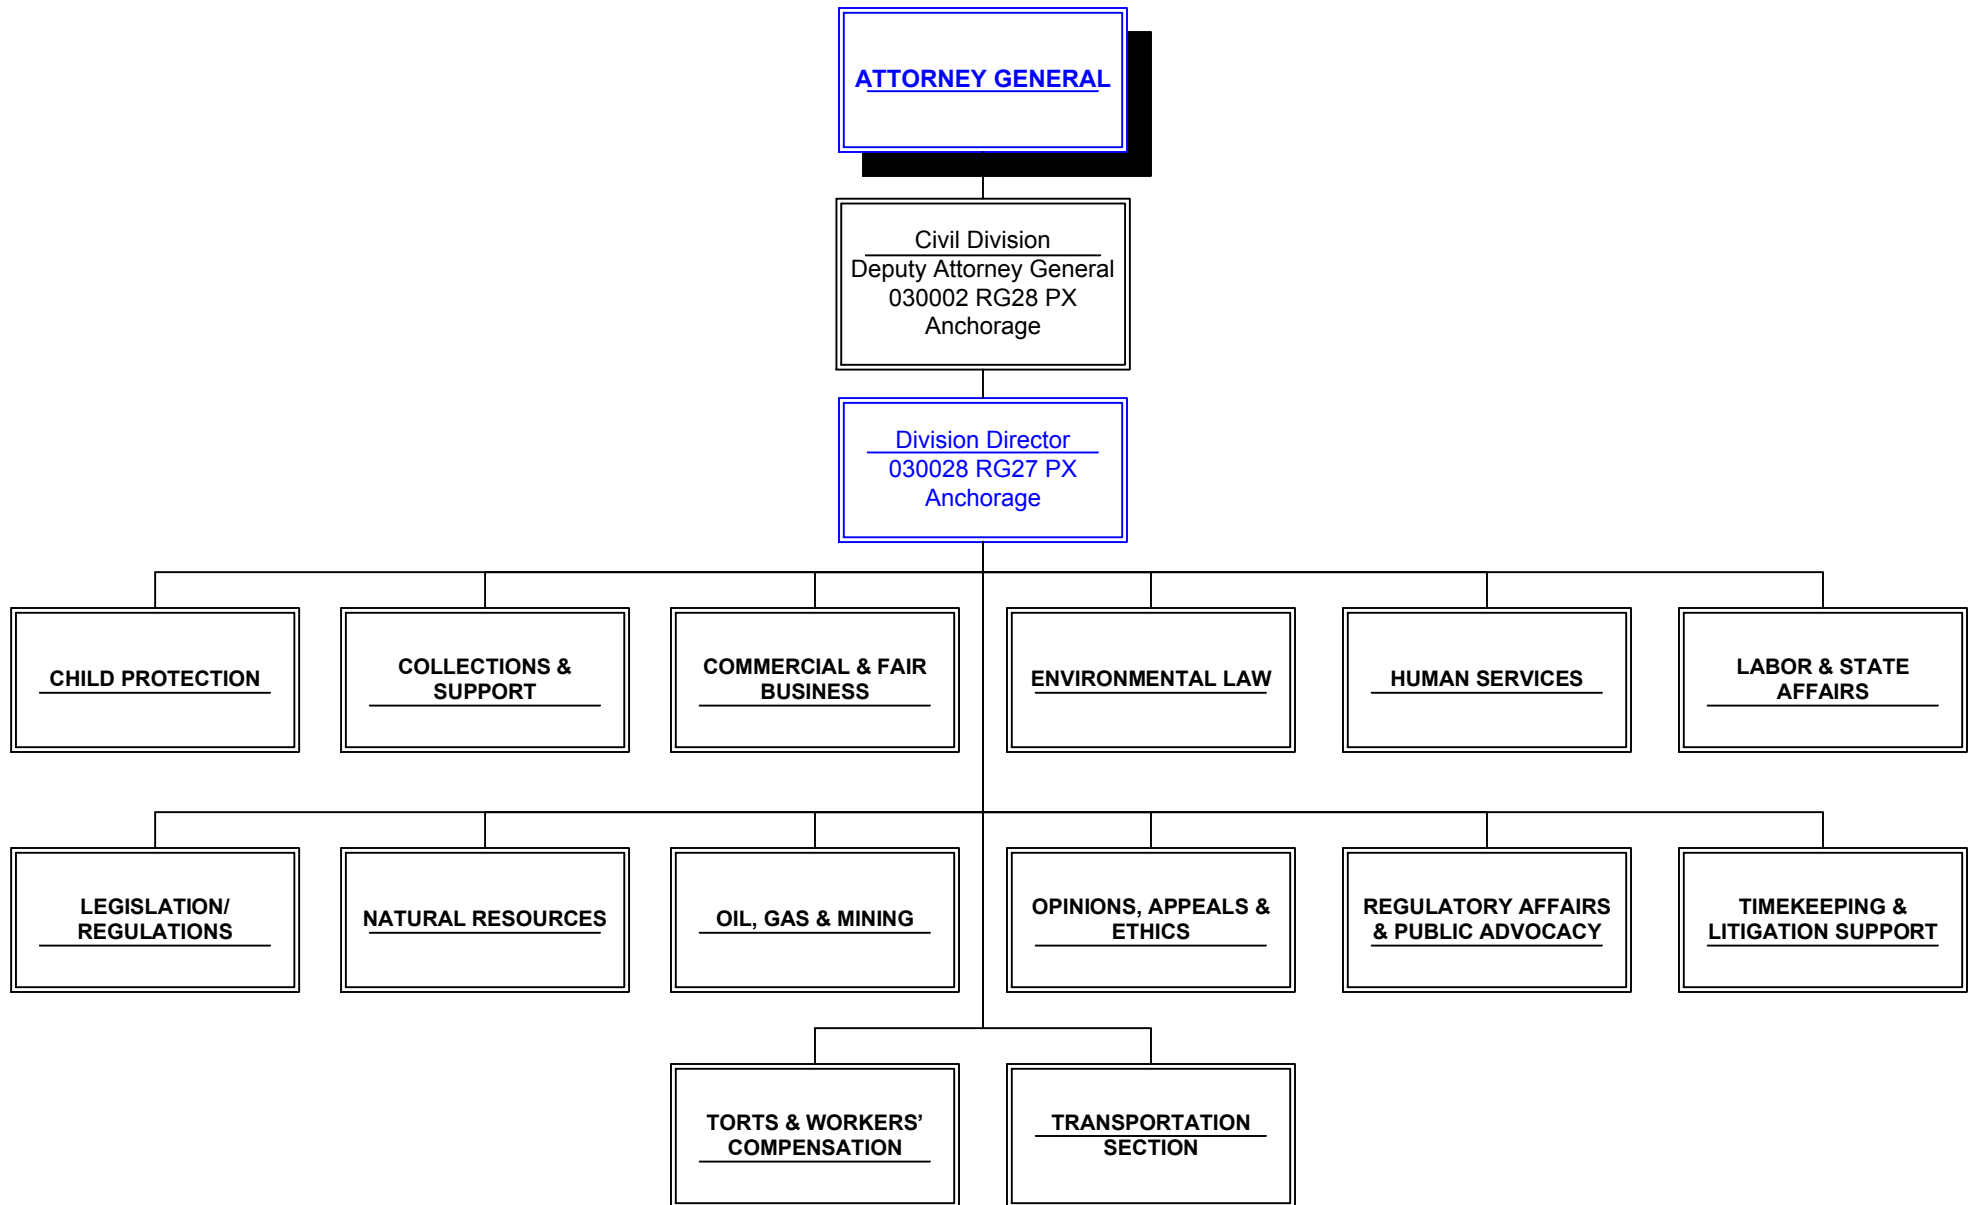 ATTORNEY GENERAL
Civil Division
Deputy Attorney General
030002 RG28 PX
Anchorage
Division Director
030028 RG27 PX
Anchorage
CHILD PROTECTION
COLLECTIONS &
SUPPORT
COMMERCIAL & FAIR
BUSINESS
ENVIRONMENTAL LAW
HUMAN SERVICES
LABOR & STATE
AFFAIRS
LEGISLATION/
REGULATIONS
NATURAL RESOURCES
OIL, GAS & MINING
OPINIONS, APPEALS &
ETHICS
REGULATORY AFFAIRS
& PUBLIC ADVOCACY
TIMEKEEPING &
LITIGATION SUPPORT
TORTS & WORKERS’
COMPENSATION
TRANSPORTATION
SECTION